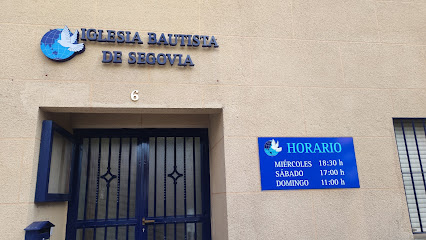 IGLESIA BAUTISTA
DE SEGOVIA
6
HORARIO
MIÉRCOLES 18:30 h
SÁBADO 17:00 h
DOMINGO 11:00 h